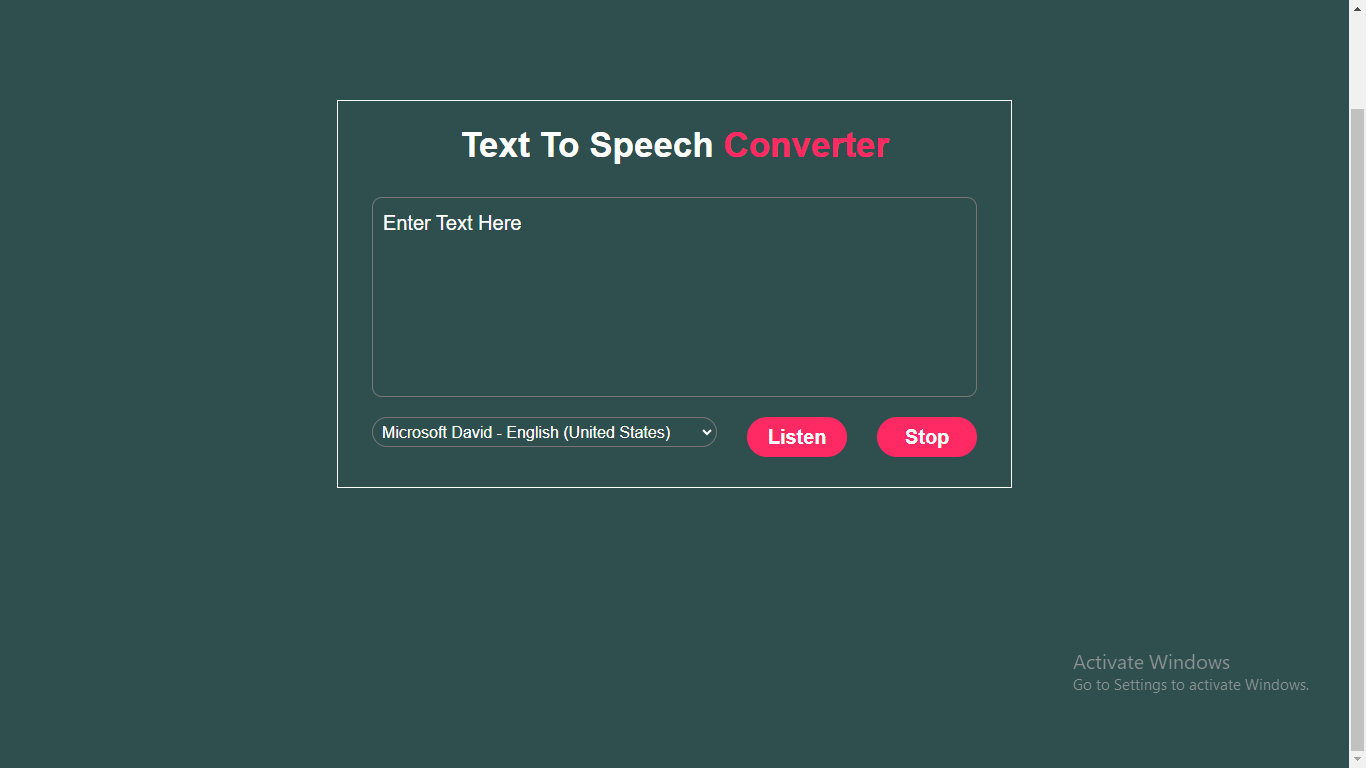 Text To Speech Converter
Enter Text Here
Microsoft David - English (United States)
Listen
Stop
Activate Windows
Go to Settings to activate Windows.